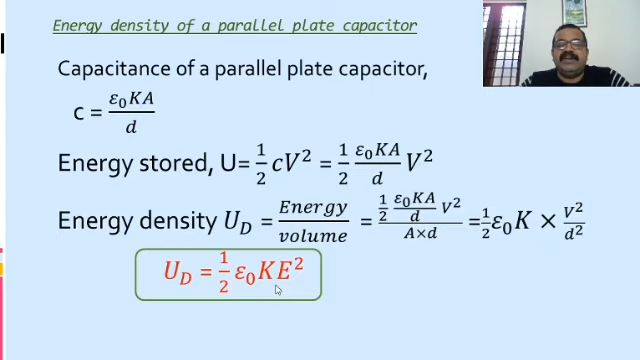 Energy density of a parallel plate capacitor
Capacitance of a parallel plate capacitor,
c = ε₀KA/d
Energy stored, U= 1/2 cV² = 1/2 ε₀KA/d V²
Energy density U_D = Energy/volume = (1/2 ε₀KA/d V²)/(A×d) = 1/2 ε₀K × V²/d²
U_D = 1/2 ε₀KE²